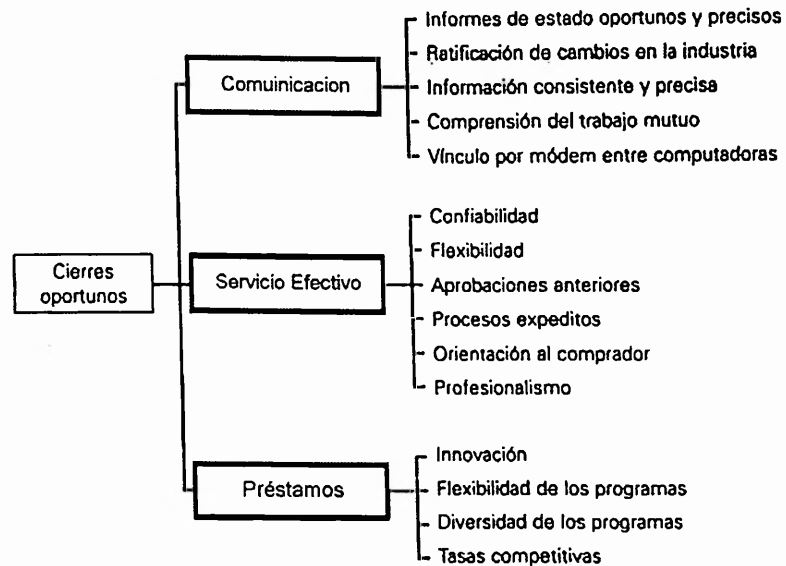 Comuinicacion
Informes de estado oportunos y precisos
Ratificación de cambios en la industria
Información consistente y precisa
Comprensión del trabajo mutuo
Vínculo por módem entre computadoras
Cierres
oportunos
Servicio Efectivo
Confiabilidad
Flexibilidad
Aprobaciones anteriores
Procesos expeditos
Orientación al comprador
Profesionalismo
Préstamos
Innovación
Flexibilidad de los programas
Diversidad de los programas
Tasas competitivas